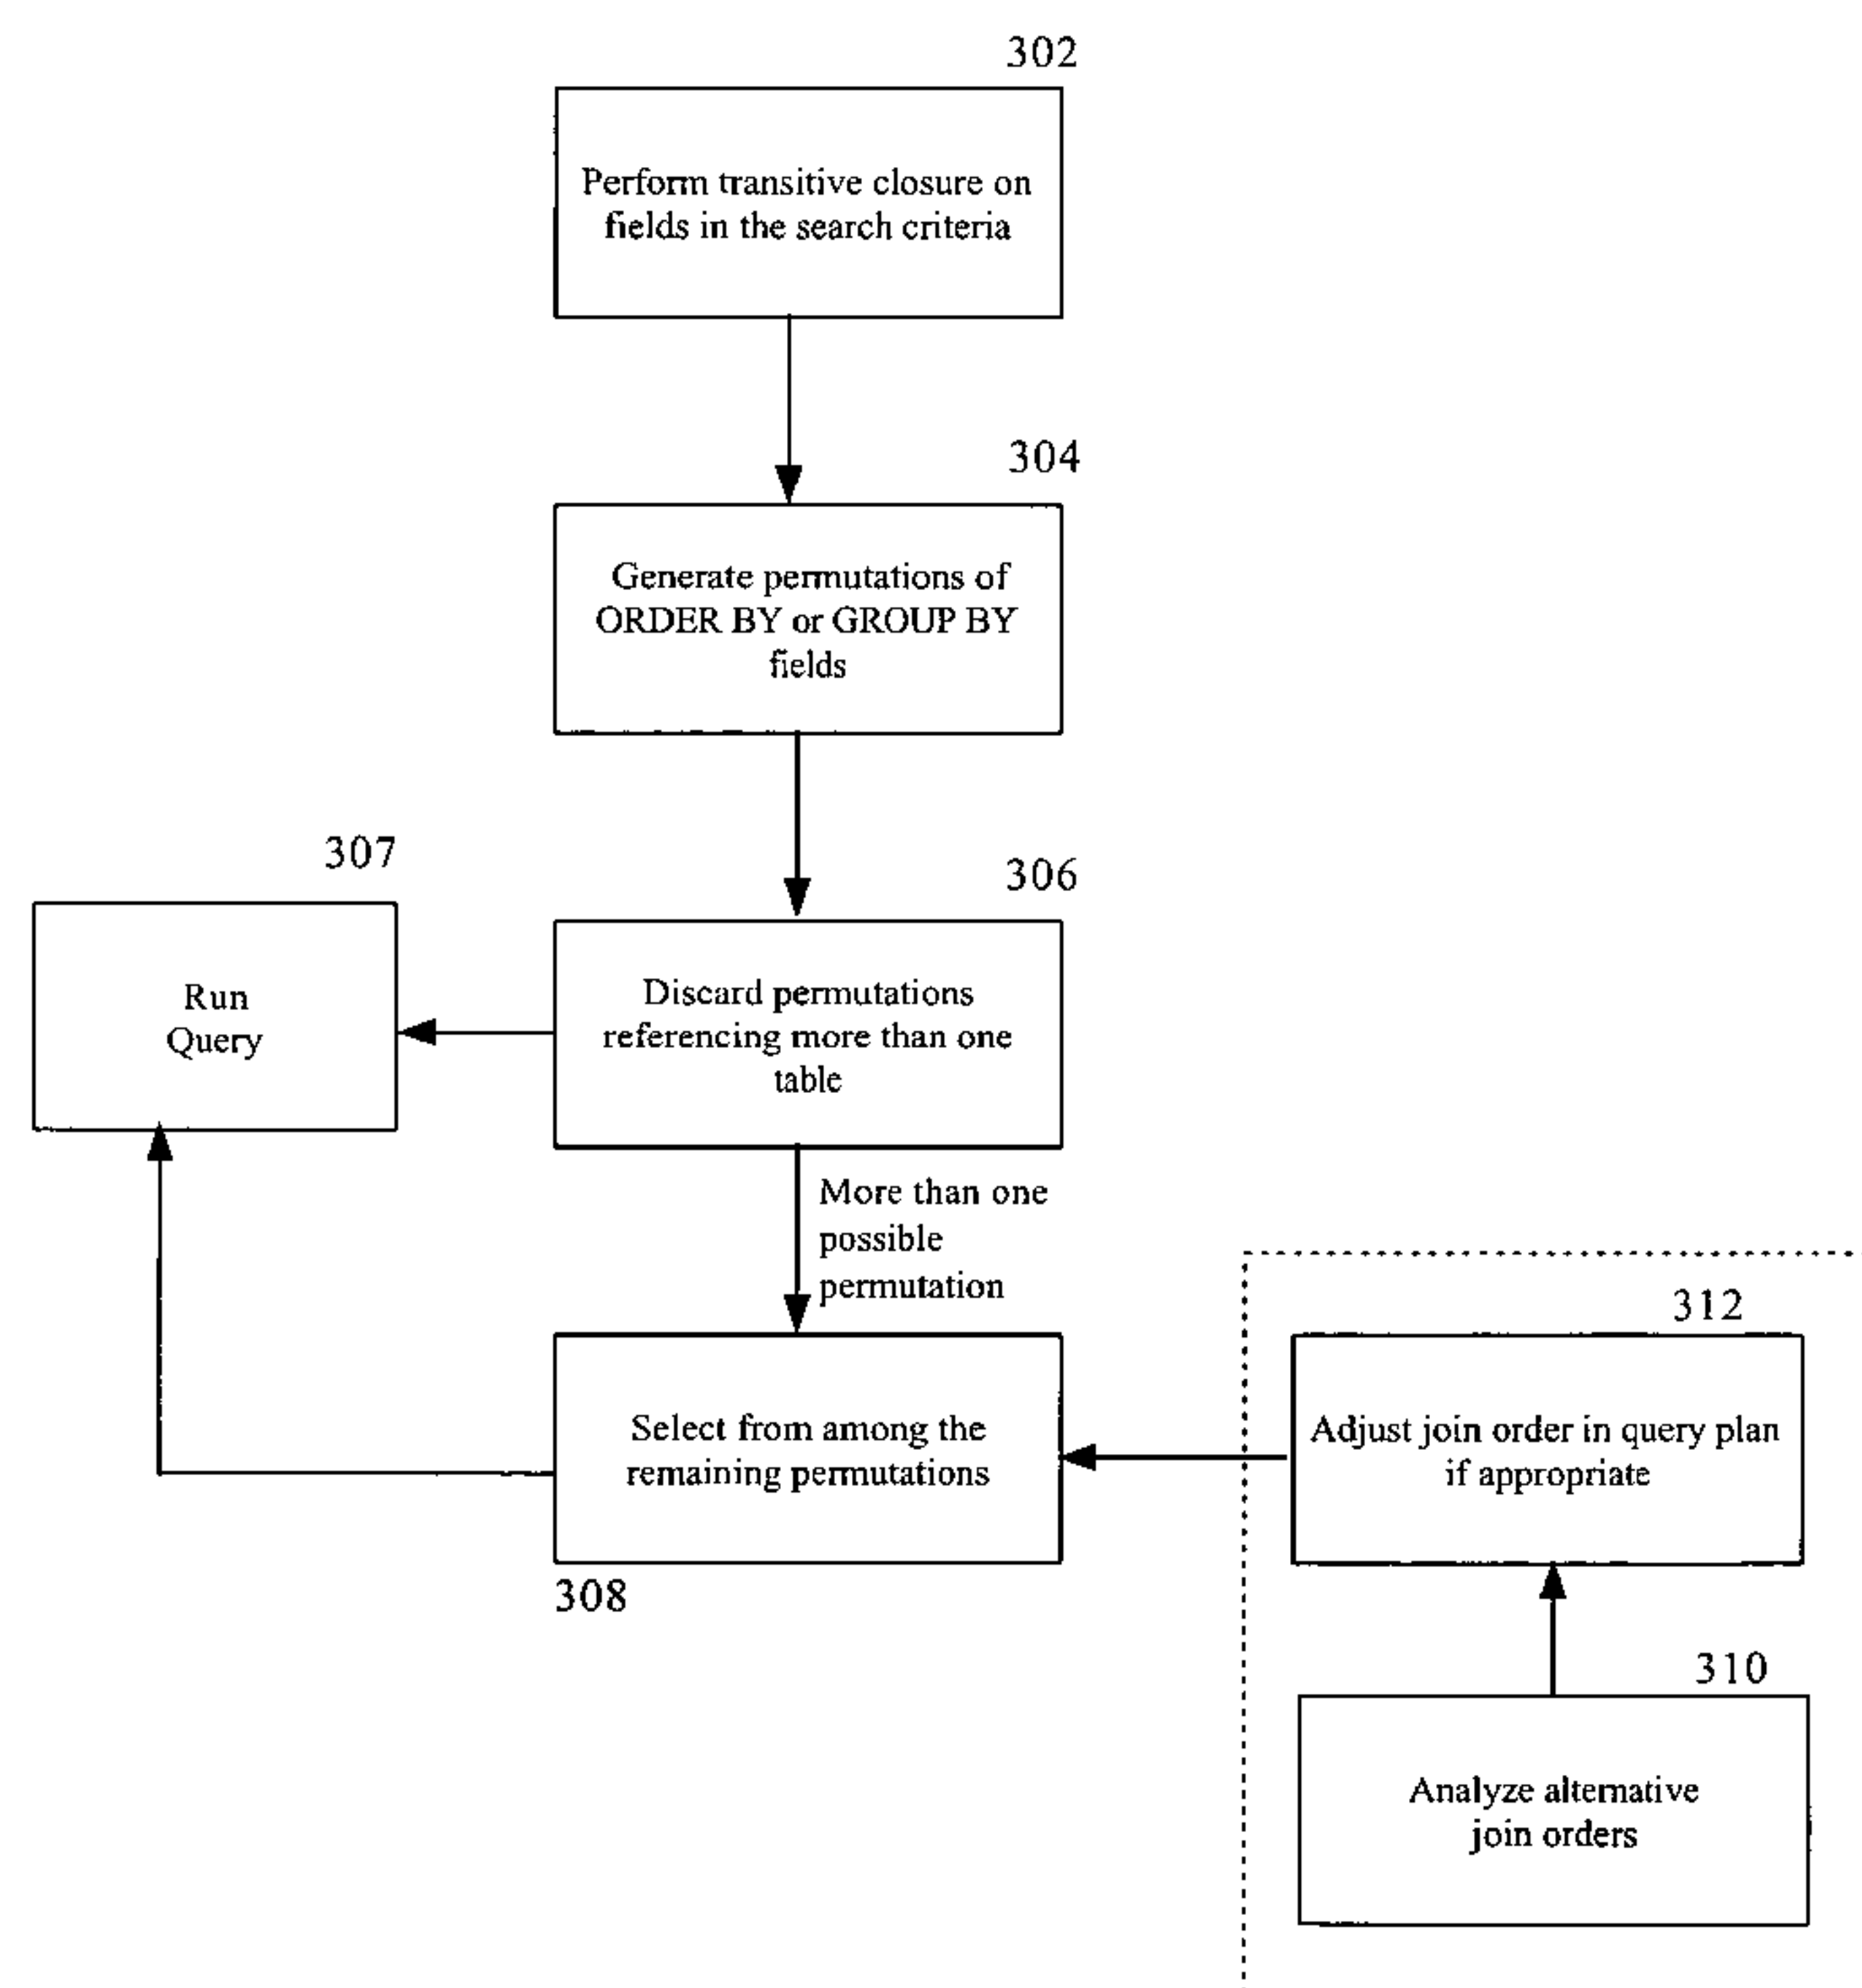 302
Perform transitive closure on
fields in the search criteria
304
Generate permutations of
ORDER BY or GROUP BY
fields
307
306
Run
Query
Discard permutations
referencing more than one
table
More than one
possible
permutation
312
Select from among the
remaining permutations
Adjust join order in query plan
if appropriate
308
310
Analyze alternative
join orders